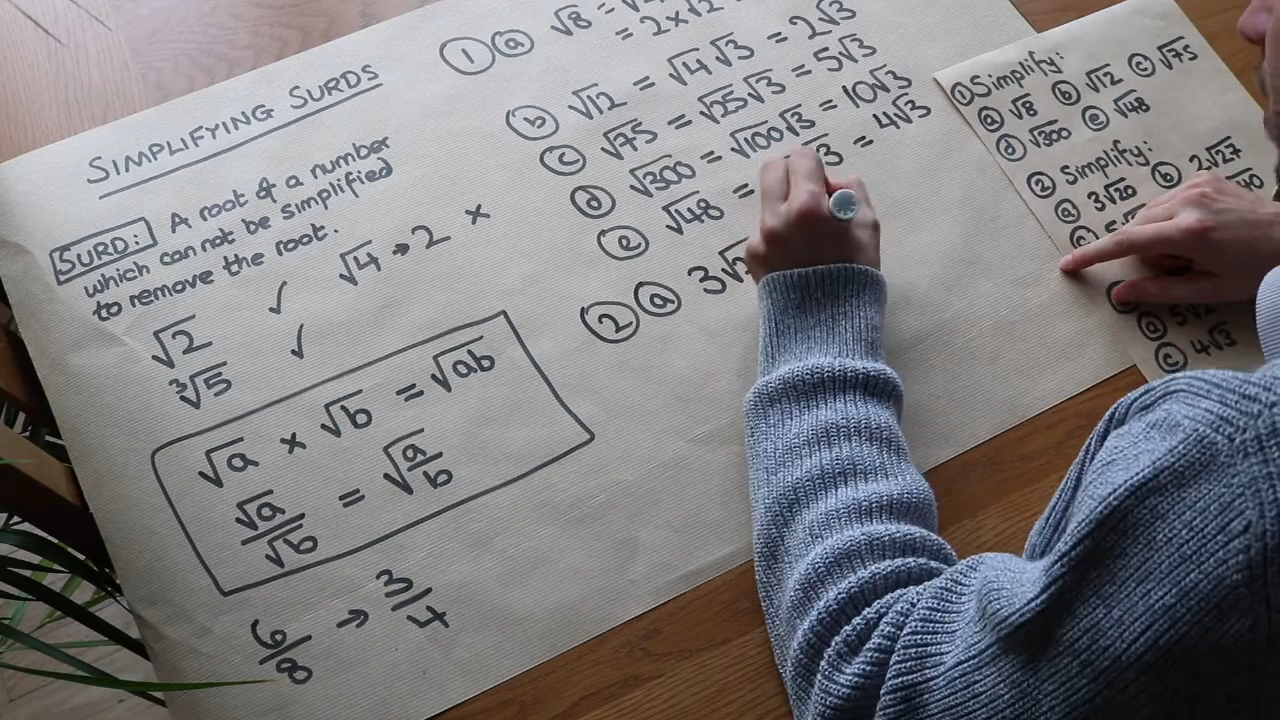 SIMPLIFYING SURDS
SURD: A root of a number
which can not be simplified
to remove the root.
√2 ✓ √4 → 2 ×
³√5 ✓
√a × √b = √ab
√a/√b = √a/b
6/8 → 3/4
① ⓐ √8 = √4
= 2×√2
ⓑ √12 = √4 √3 = 2√3
ⓒ √75 = √25 √3 = 5√3
ⓓ √300 = √100 √3 = 10√3
ⓔ √48 = √3 = 4√3
② ⓐ 3√
① Simplify:
ⓐ √8 ⓑ √12 ⓒ √75
ⓓ √300 ⓔ √48
② Simplify:
ⓐ 3√20 ⓑ 2√27
ⓒ
ⓐ 5√2
ⓒ 4√3